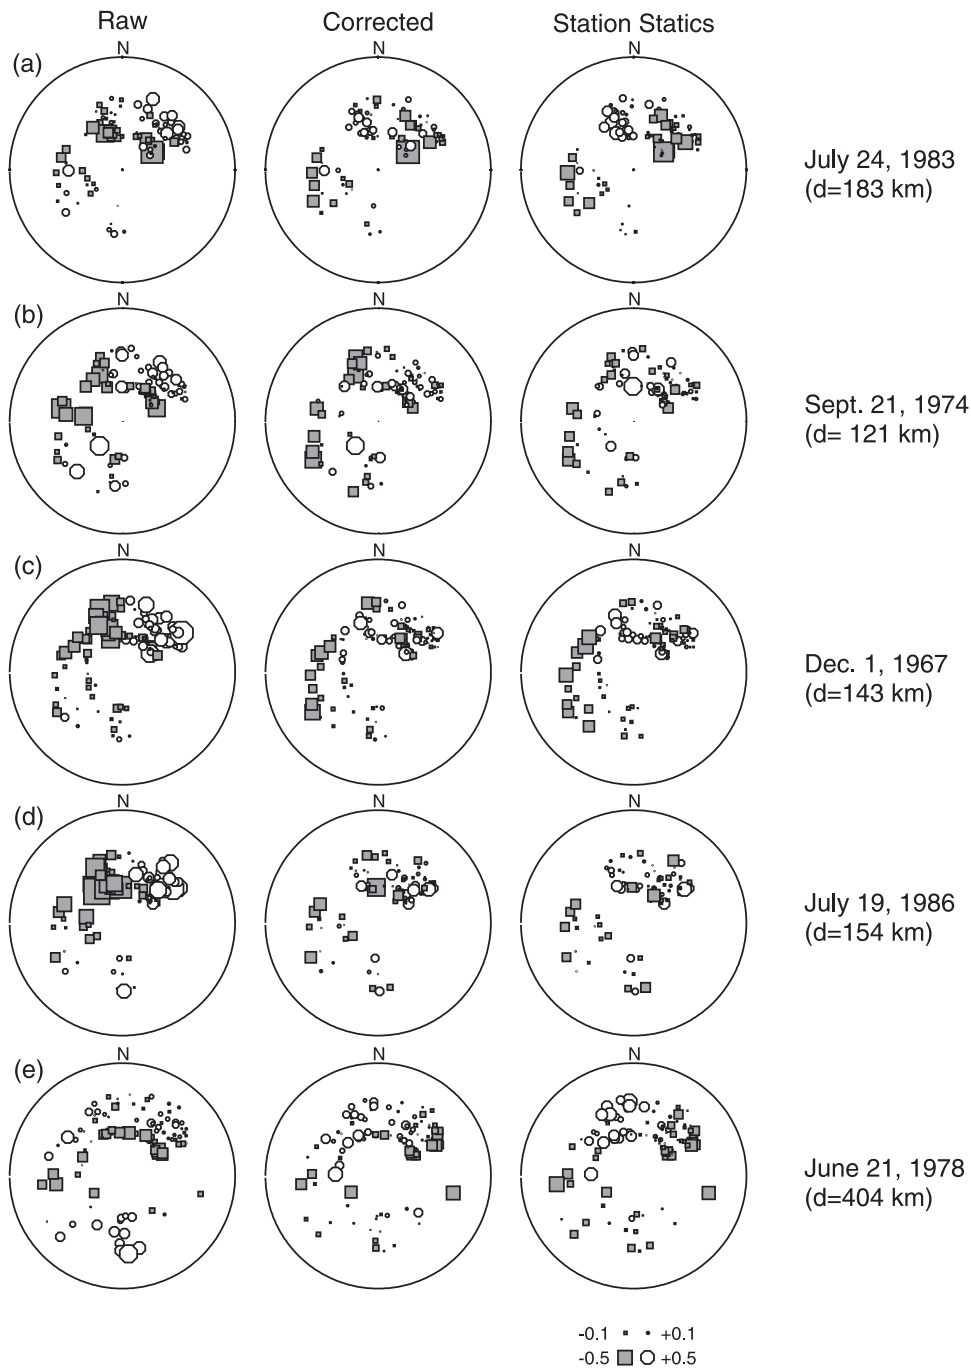 Raw Corrected Station Statics
(a) N N N
July 24, 1983
(d=183 km)
(b) N N N
Sept. 21, 1974
(d= 121 km)
(c) N N N
Dec. 1, 1967
(d=143 km)
(d) N N N
July 19, 1986
(d=154 km)
(e) N N N
June 21, 1978
(d=404 km)
-0.1 +0.1
-0.5 +0.5